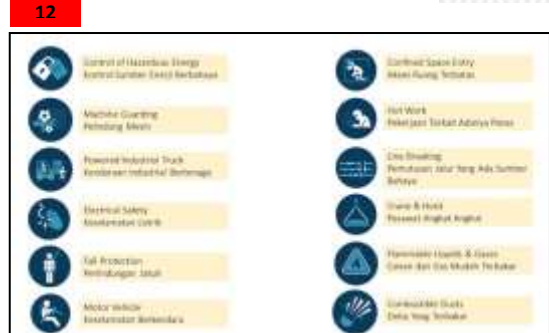 12
Control of Hazardous Energy
Kontrol Sumber Energi Berbahaya
Machine Guarding
Pelindung Mesin
Powered Industrial Truck
Kendaraan Industrial Bertenaga
Electrical Safety
Keselamatan Listrik
Fall Protection
Perlindungan Jatuh
Motor Vehicle
Keselamatan Berkendara
Confined Space Entry
Akses Ruang Terbatas
Hot Work
Pekerjaan Terkait Adanya Panas
Line Breaking
Pemutusan Jalur Yang Ada Sumber
Bahaya
Crane & Hoist
Pesawat Angkat Angkut
Flammable Liquids & Gases
Cairan dan Gas Mudah Terbakar
Combustible Dusts
Debu Yang Terbakar